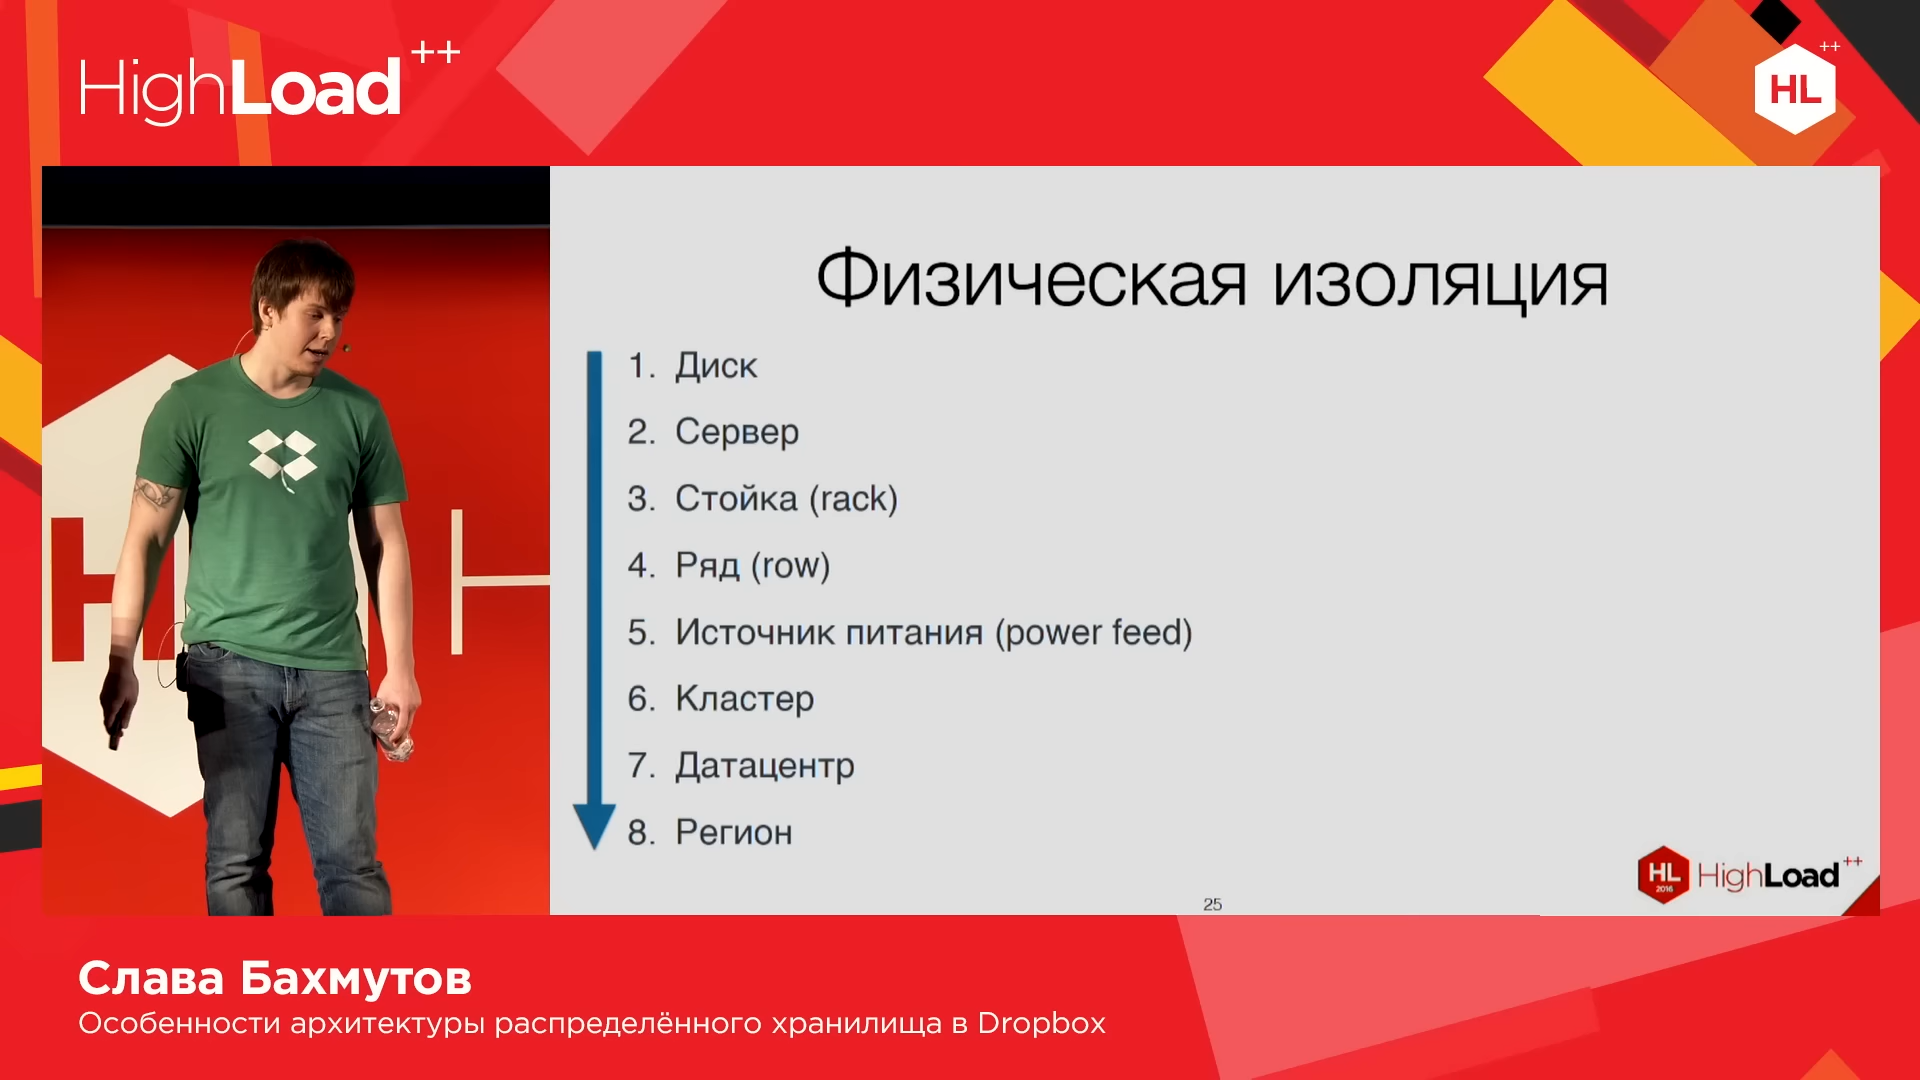 HighLoad++
HL++
Физическая изоляция
1. Диск
2. Сервер
3. Стойка (rack)
4. Ряд (row)
5. Источник питания (power feed)
6. Кластер
7. Датацентр
8. Регион
HL 2016 HighLoad++
25
Слава Бахмутов
Особенности архитектуры распределённого хранилища в Dropbox